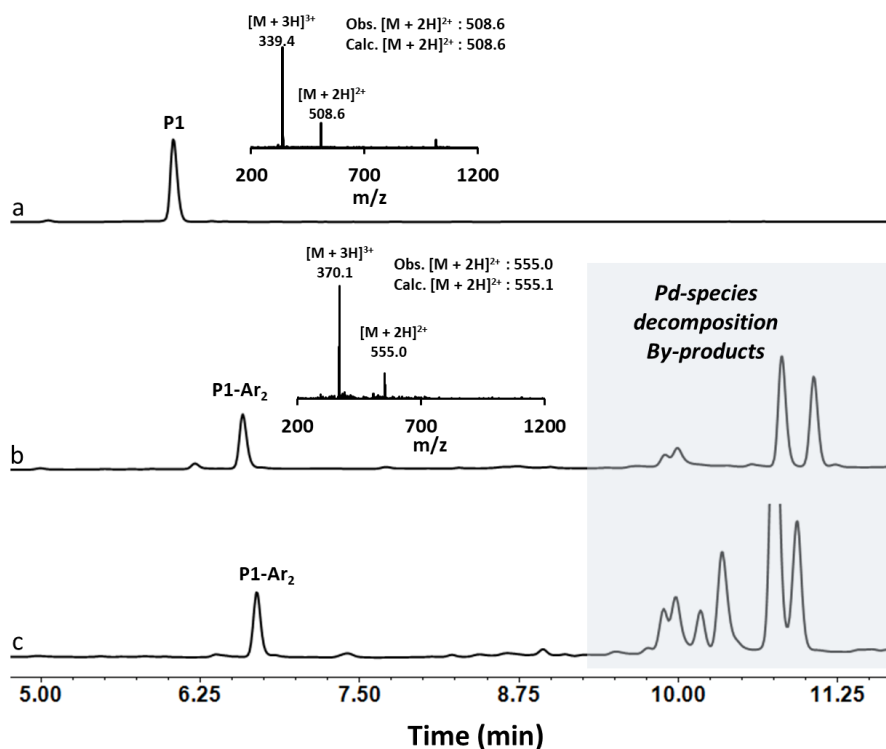 [M + 3H]³⁺
339.4
Obs. [M + 2H]²⁺ : 508.6
Calc. [M + 2H]²⁺ : 508.6
[M + 2H]²⁺
508.6
P1
200 700 1200
m/z
a
[M + 3H]³⁺
370.1
Obs. [M + 2H]²⁺ : 555.0
Calc. [M + 2H]²⁺ : 555.1
[M + 2H]²⁺
555.0
Pd-species
decomposition
By-products
P1-Ar₂
200 700 1200
m/z
b
P1-Ar₂
c
5.00 6.25 7.50 8.75 10.00 11.25
Time (min)